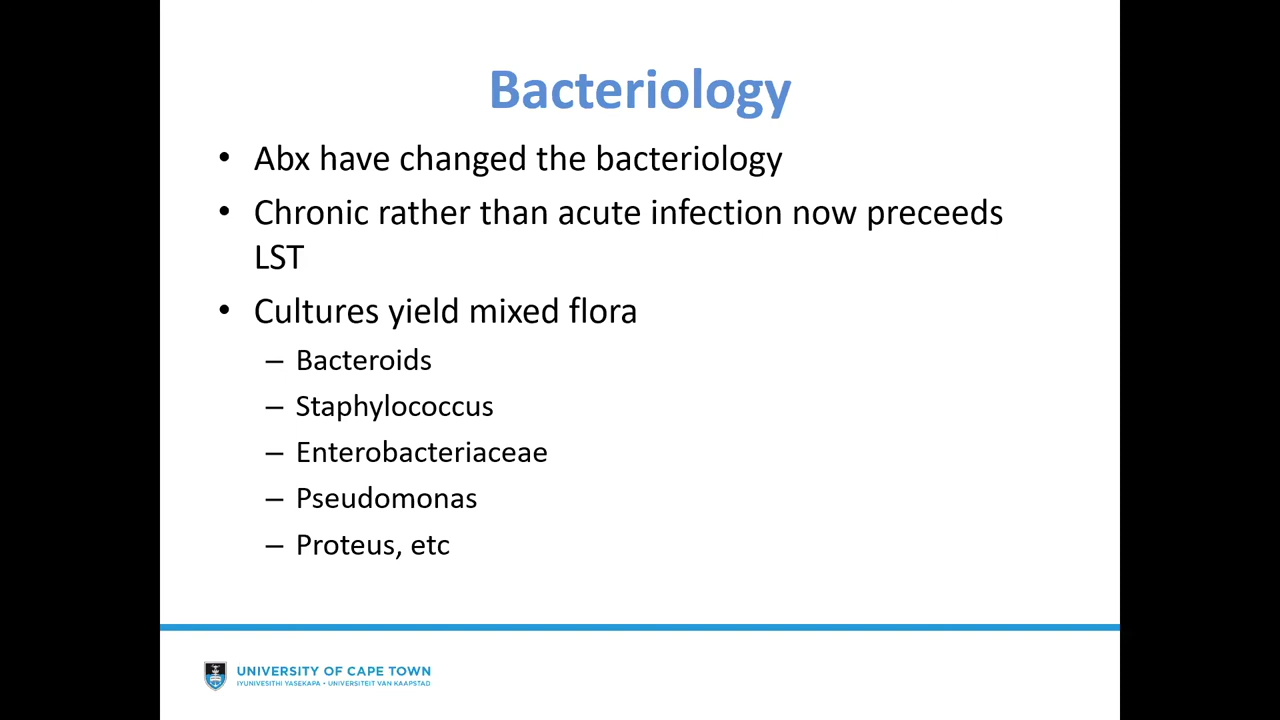 Bacteriology
• Abx have changed the bacteriology
• Chronic rather than acute infection now preceeds
LST
• Cultures yield mixed flora
– Bacteroids
– Staphylococcus
– Enterobacteriaceae
– Pseudomonas
– Proteus, etc
UNIVERSITY OF CAPE TOWN
IYUNIVESITHI YASEKAPA • UNIVERSITEIT VAN KAAPSTAD